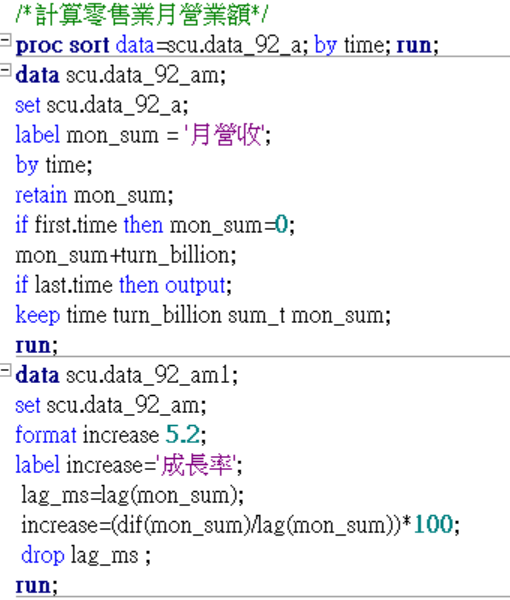 /*計算零售業月營業額*/
proc sort data=scu.data_92_a; by time; run;
data scu.data_92_am;
set scu.data_92_a;
label mon_sum = '月營收';
by time;
retain mon_sum;
if first.time then mon_sum=0;
mon_sum+turn_billion;
if last.time then output;
keep time turn_billion sum_t mon_sum;
run;
data scu.data_92_am1;
set scu.data_92_am;
format increase 5.2;
label increase='成長率';
lag_ms=lag(mon_sum);
increase=(dif(mon_sum)/lag(mon_sum))*100;
drop lag_ms ;
run;